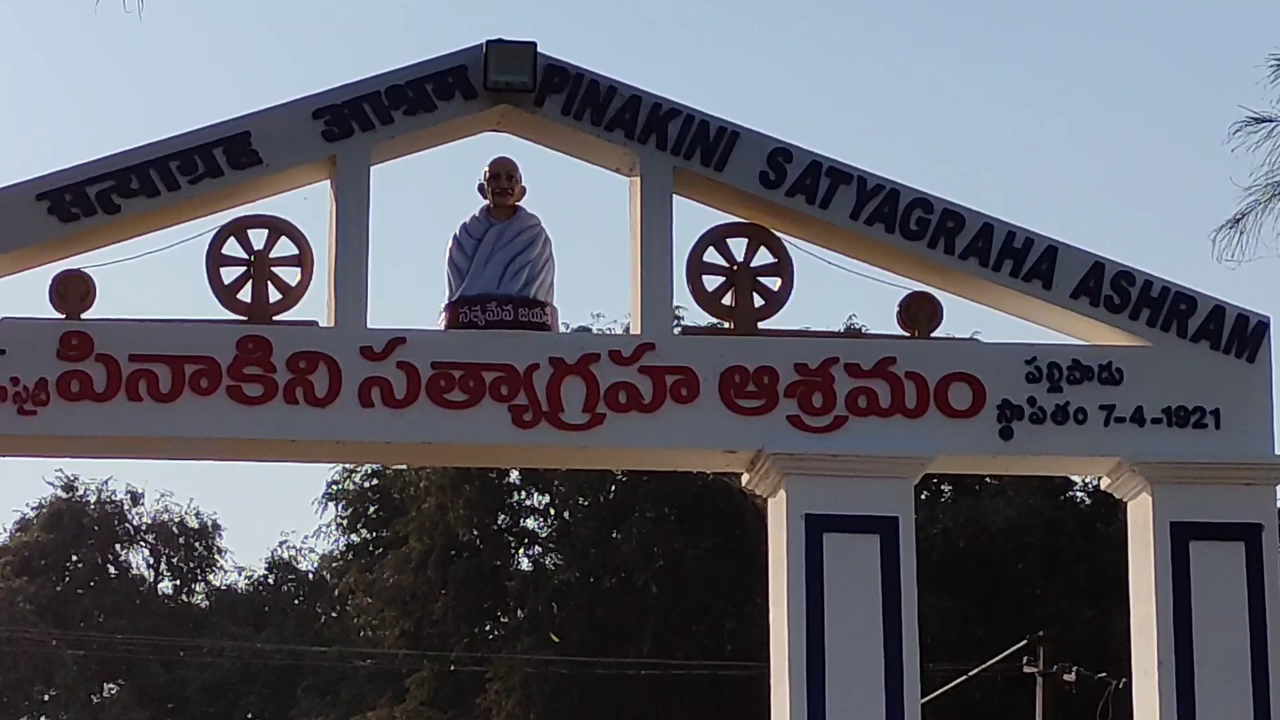 सत्याग्रह आश्रम
PINAKINI SATYAGRAHA ASHRAM
సత్యమేవ జయతే
పినాకిని సత్యాగ్రహ ఆశ్రమం
పల్లిపాడు
స్థాపితం 7-4-1921